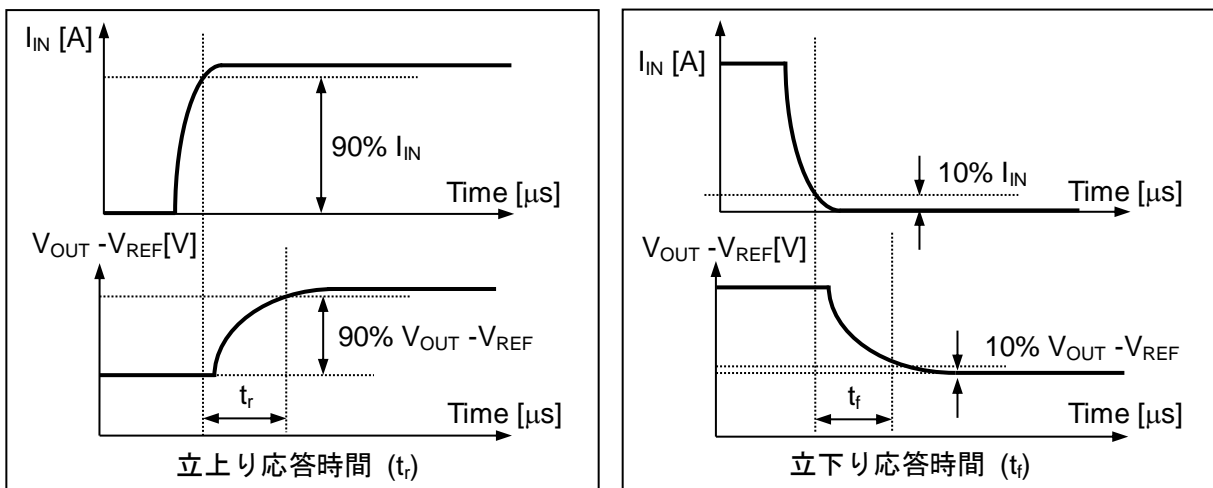 I_IN [A]
90% I_IN
Time [μs]
V_OUT -V_REF[V]
90% V_OUT -V_REF
t_r
Time [μs]
立上り応答時間 (t_r)
I_IN [A]
10% I_IN
Time [μs]
V_OUT -V_REF[V]
10% V_OUT -V_REF
t_f
Time [μs]
立下り応答時間 (t_f)